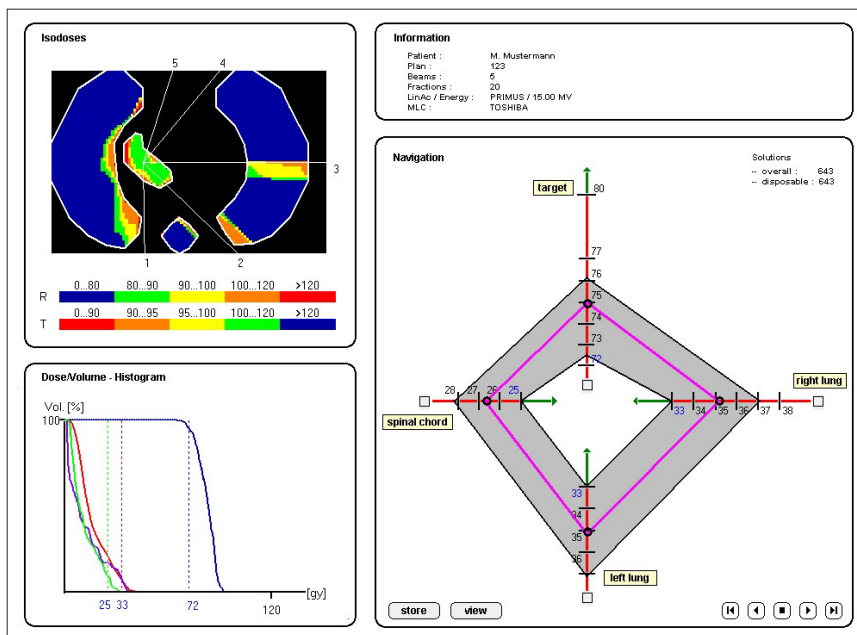 Isodoses
5 4
3
1 2
0...80 80...90 90...100 100...120 >120
R
0...90 90...95 95...100 100...120 >120
T
Information
Patient : M. Mustermann
Plan : 123
Beams : 5
Fractions : 20
LinAc / Energy : PRIMUS / 15.00 MV
MLC : TOSHIBA
Dose/Volume - Histogram
Vol. [%]
100
[gy]
25 33 72 120
Navigation
Solutions
-- overall : 643
-- disposable : 643
target
80
77
76
75
74
73
72
28 27 26 25
spinal chord
right lung
33 34 35 36 37 38
33
34
35
36
left lung
store view